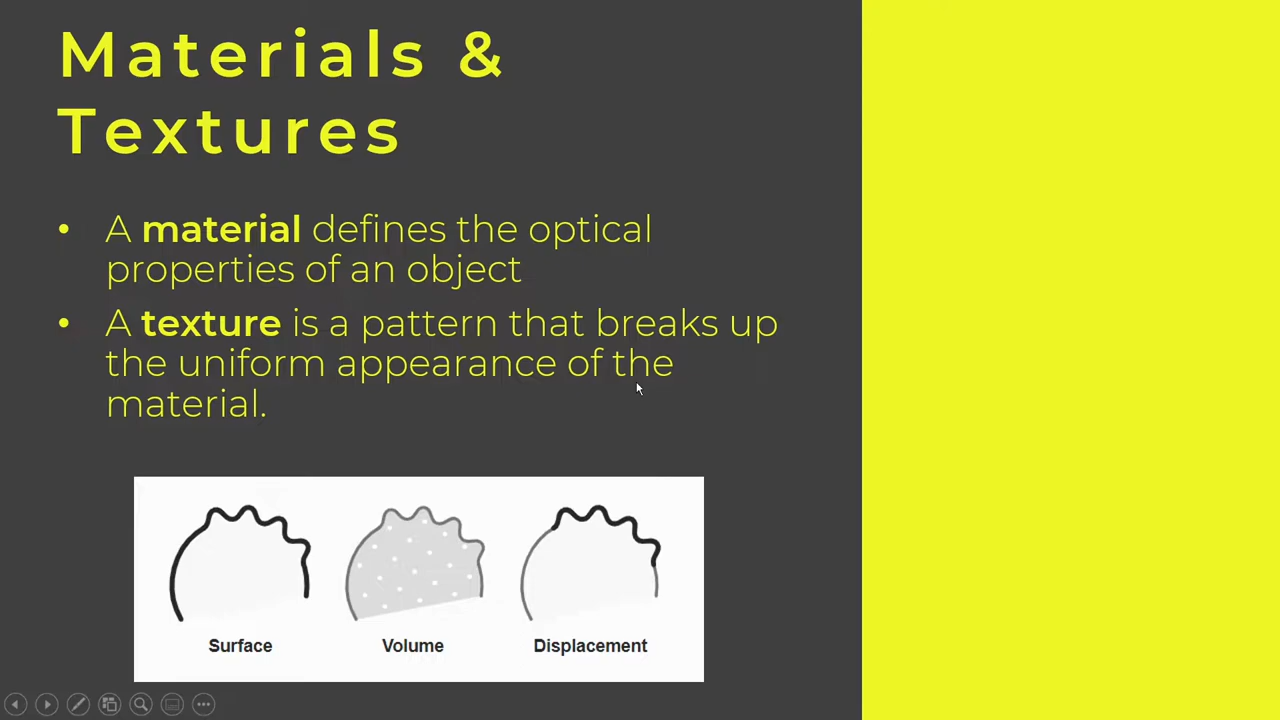 Materials &
Textures
• A material defines the optical
properties of an object
• A texture is a pattern that breaks up
the uniform appearance of the
material.
Surface Volume Displacement